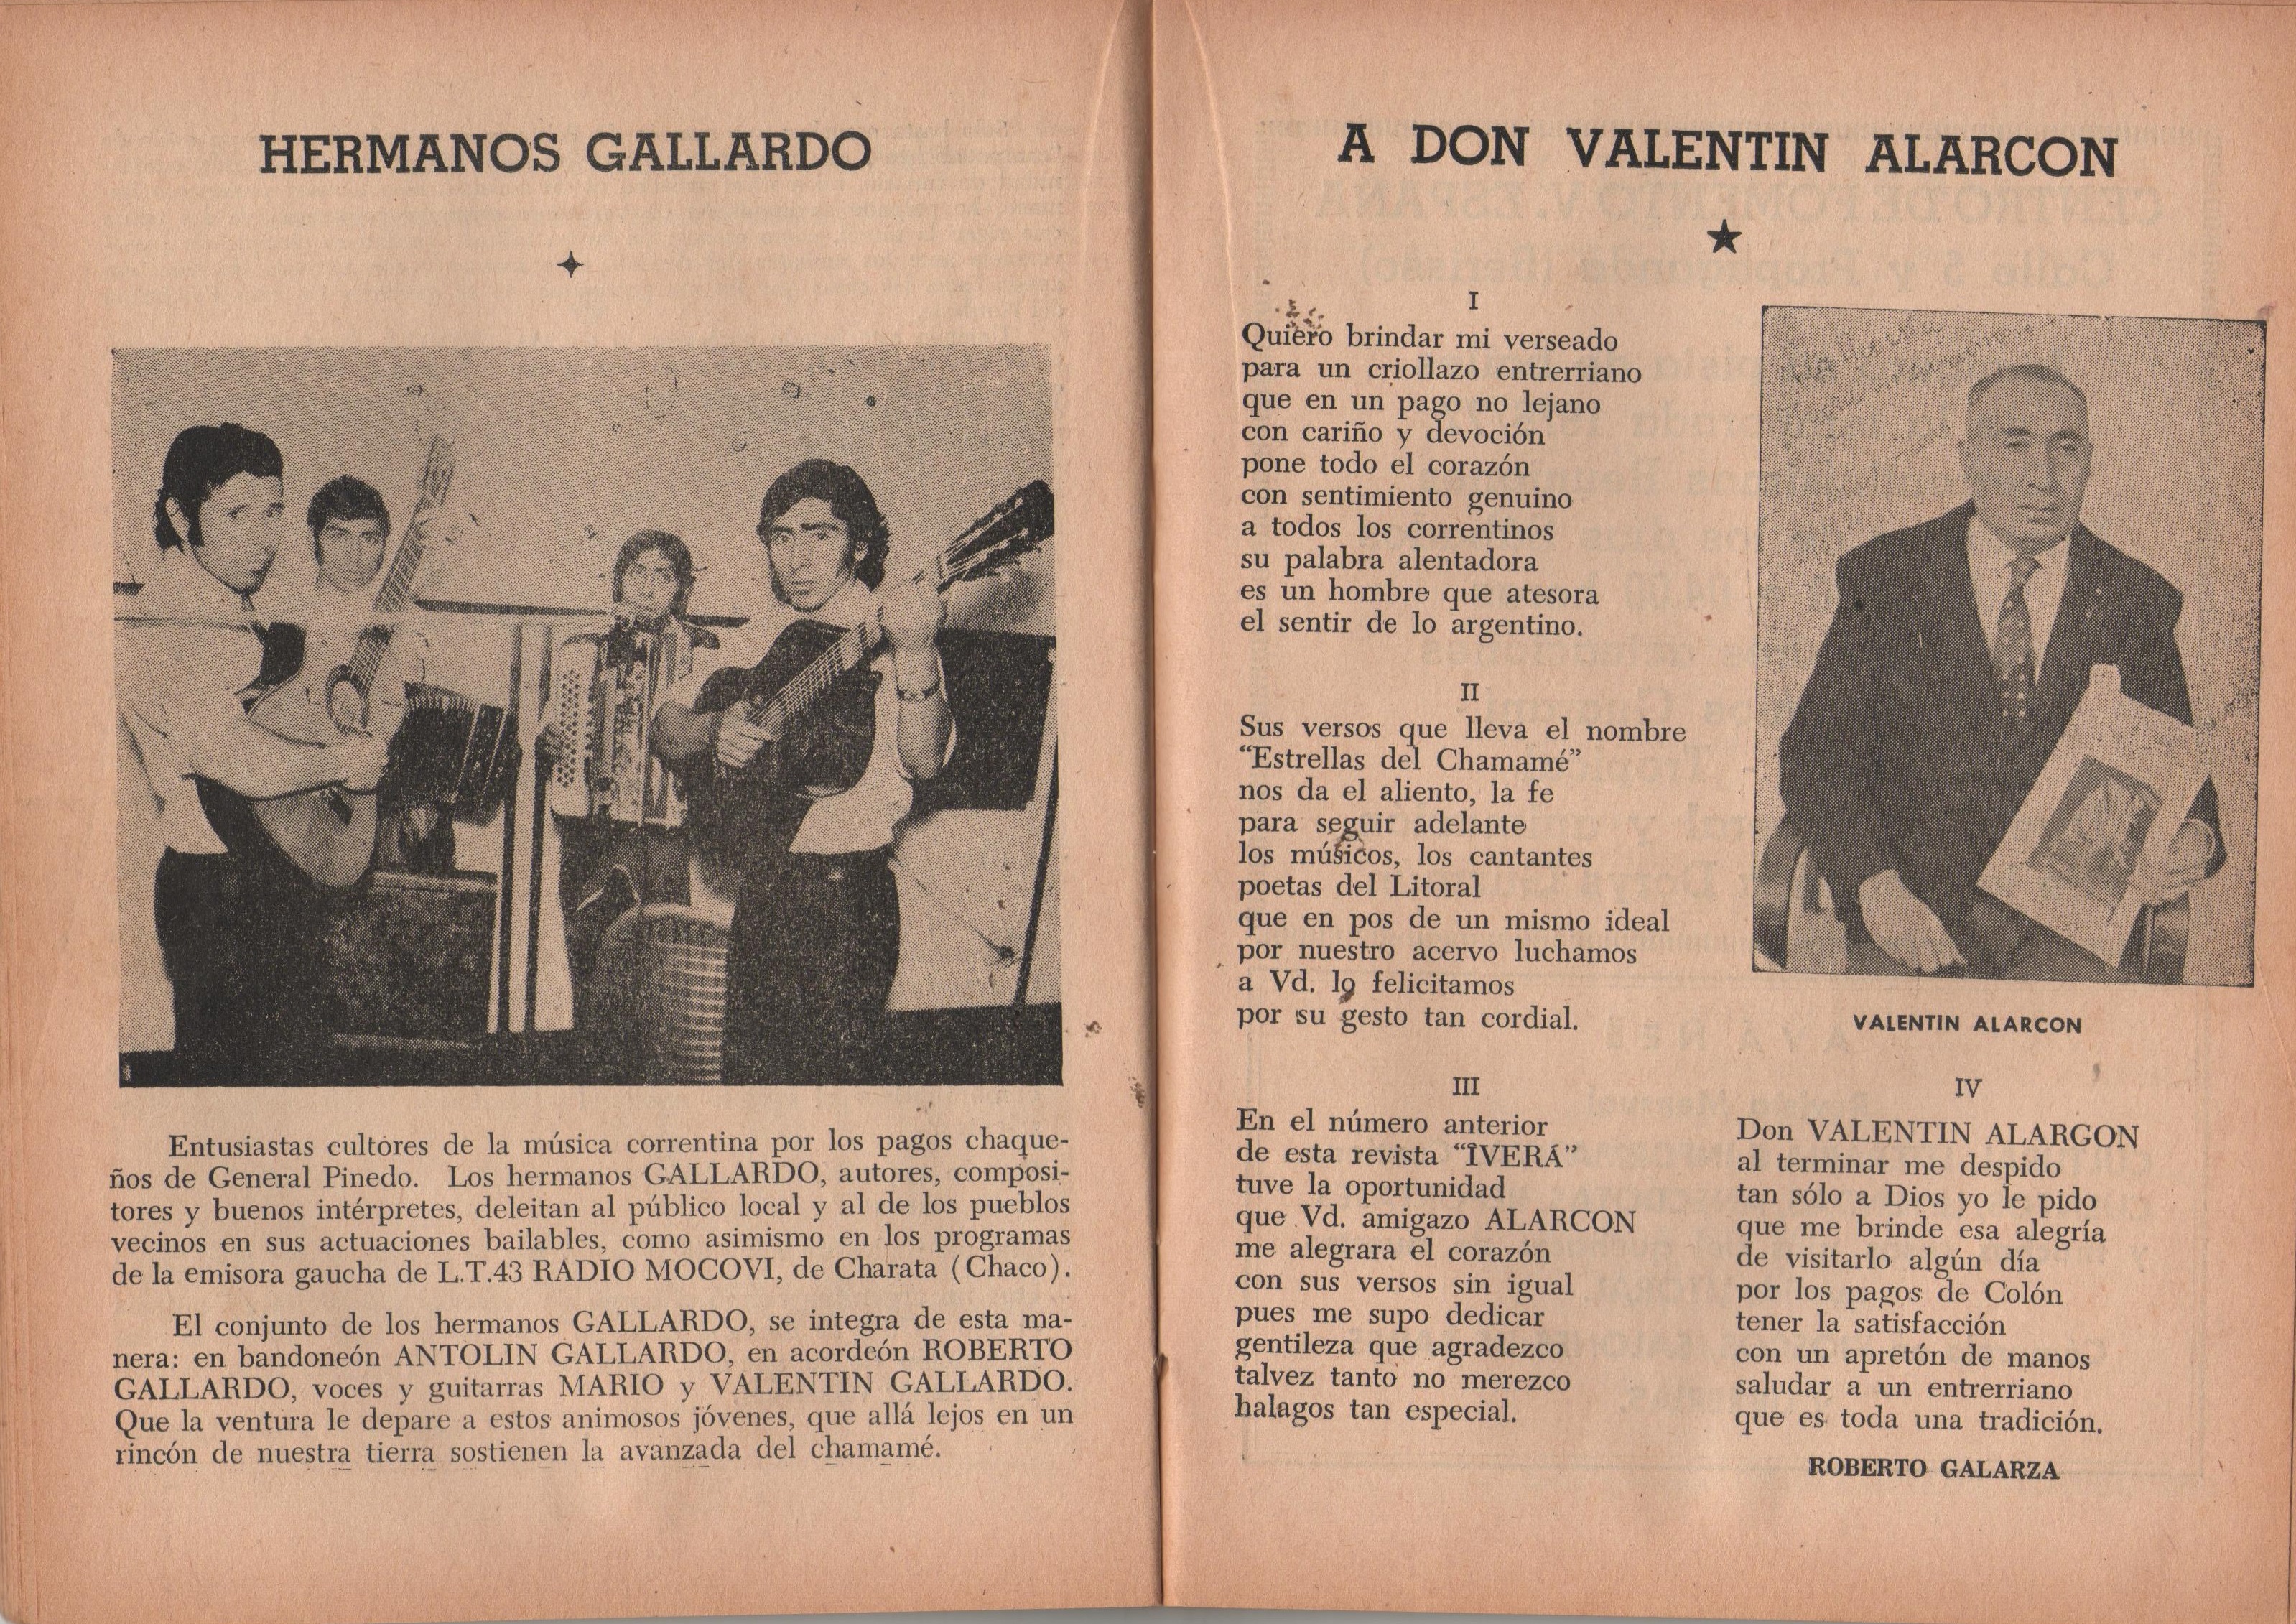 HERMANOS GALLARDO
Entusiastas cultores de la música correntina por los pagos chaque-
ños de General Pinedo. Los hermanos GALLARDO, autores, composi-
tores y buenos intérpretes, deleitan al público local y al de los pueblos
vecinos en sus actuaciones bailables, como asimismo en los programas
de la emisora gaucha de L.T.43 RADIO MOCOVI, de Charata (Chaco).
El conjunto de los hermanos GALLARDO, se integra de esta ma-
nera: en bandoneón ANTOLIN GALLARDO, en acordeón ROBERTO
GALLARDO, voces y guitarras MARIO y VALENTIN GALLARDO.
Que la ventura le depare a estos animosos jóvenes, que allá lejos en un
rincón de nuestra tierra sostienen la avanzada del chamamé.
A DON VALENTIN ALARCON
I
Quiero brindar mi verseado
para un criollazo entrerriano
que en un pago no lejano
con cariño y devoción
pone todo el corazón
con sentimiento genuino
a todos los correntinos
su palabra alentadora
es un hombre que atesora
el sentir de lo argentino.
II
Sus versos que lleva el nombre
“Estrellas del Chamamé”
nos da el aliento, la fe
para seguir adelante
los músicos, los cantantes
poetas del Litoral
que en pos de un mismo ideal
por nuestro acervo luchamos
a Vd. lo felicitamos
por su gesto tan cordial.
VALENTIN ALARCON
III
En el número anterior
de esta revista “IVERÁ”
tuve la oportunidad
que Vd. amigazo ALARCON
me alegrara el corazón
con sus versos sin igual
pues me supo dedicar
gentileza que agradezco
talvez tanto no merezco
halagos tan especial.
IV
Don VALENTIN ALARGON
al terminar me despido
tan sólo a Dios yo le pido
que me brinde esa alegría
de visitarlo algún día
por los pagos de Colón
tener la satisfacción
con un apretón de manos
saludar a un entrerriano
que es toda una tradición.
ROBERTO GALARZA